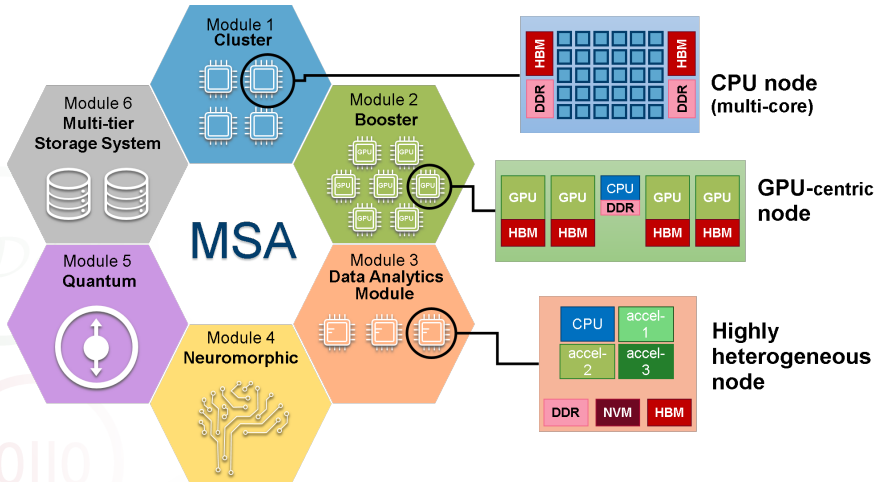 Module 1
Cluster
Module 6
Multi-tier
Storage System
Module 2
Booster
GPU GPU
GPU GPU GPU
GPU GPU
MSA
Module 5
Quantum
Module 3
Data Analytics
Module
Module 4
Neuromorphic
HBM
DDR
HBM
DDR
CPU node
(multi-core)
GPU GPU CPU GPU GPU
DDR
HBM HBM HBM HBM
GPU-centric
node
CPU accel-
1
accel-
2
accel-
3
DDR NVM HBM
Highly
heterogeneous
node
ollo